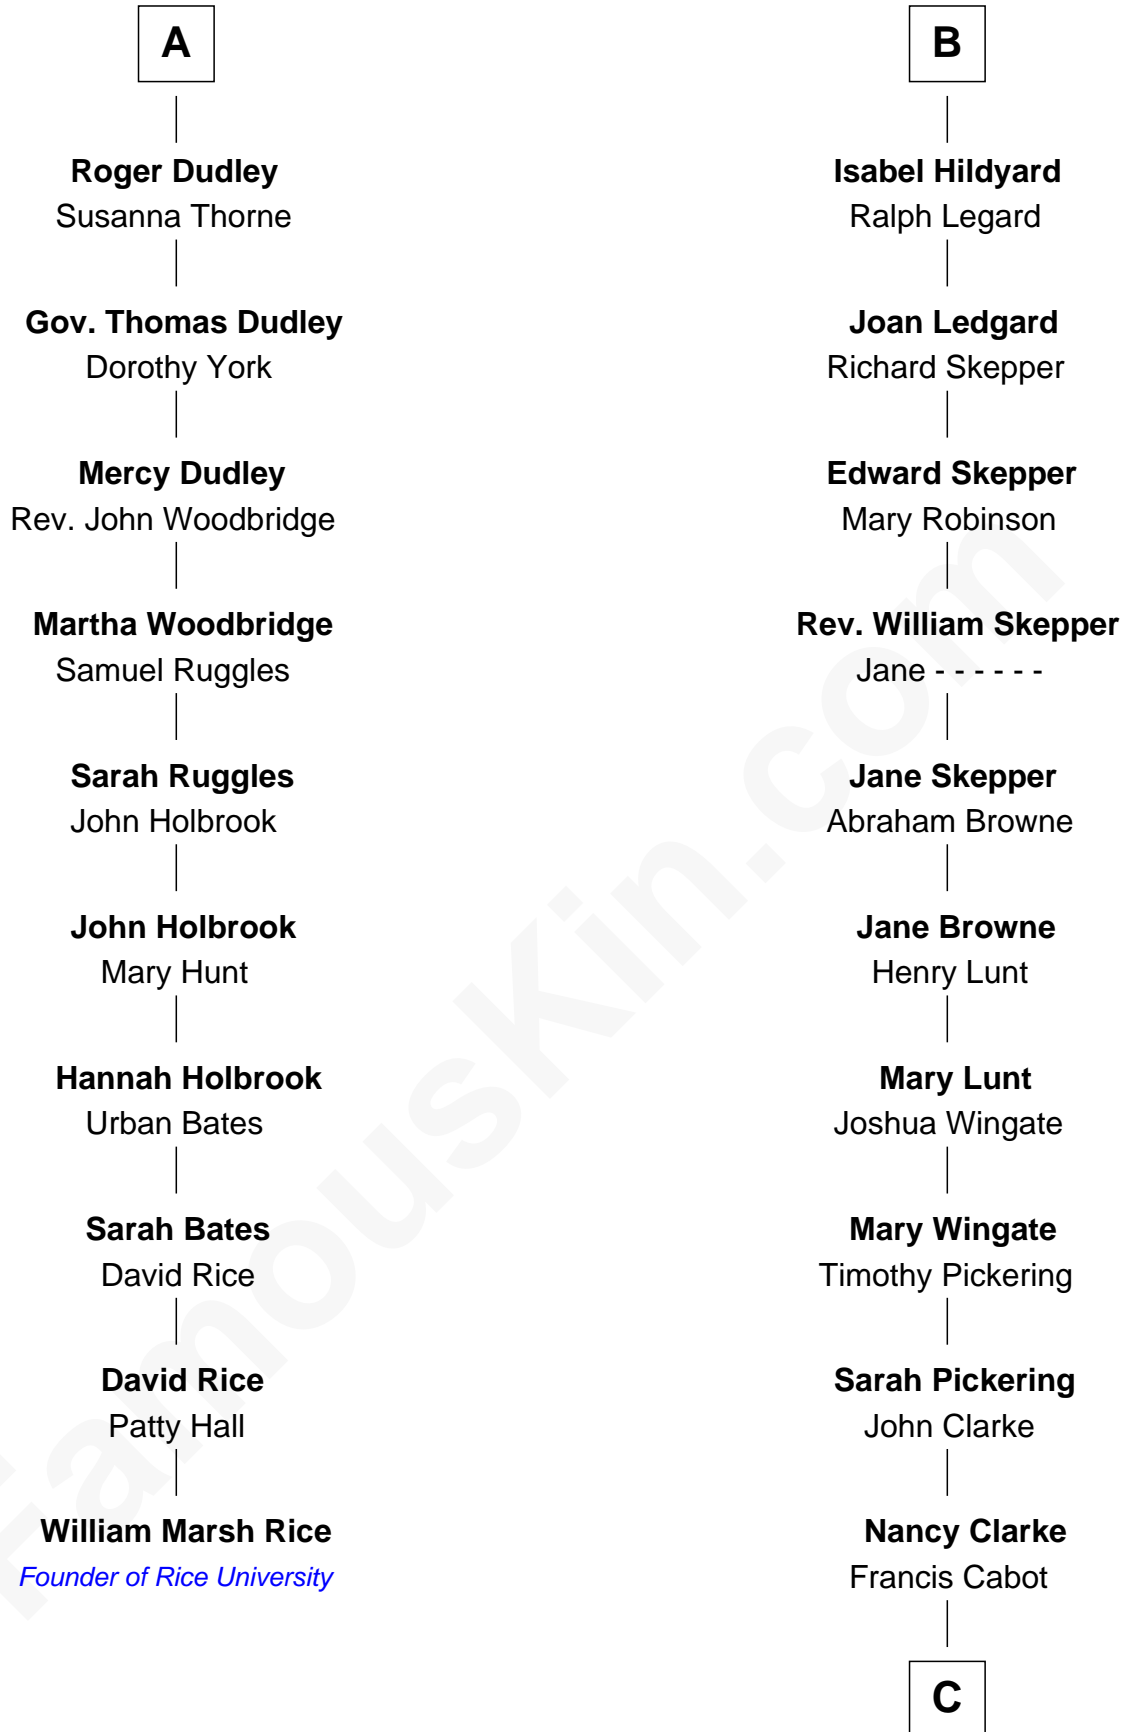 A
Roger Dudley
Susanna Thorne
Gov. Thomas Dudley
Dorothy York
Mercy Dudley
Rev. John Woodbridge
Martha Woodbridge
Samuel Ruggles
Sarah Ruggles
John Holbrook
John Holbrook
Mary Hunt
Hannah Holbrook
Urban Bates
Sarah Bates
David Rice
David Rice
Patty Hall
William Marsh Rice
Founder of Rice University
B
Isabel Hildyard
Ralph Legard
Joan Ledgard
Richard Skepper
Edward Skepper
Mary Robinson
Rev. William Skepper
Jane - - - - - -
Jane Skepper
Abraham Browne
Jane Browne
Henry Lunt
Mary Lunt
Joshua Wingate
Mary Wingate
Timothy Pickering
Sarah Pickering
John Clarke
Nancy Clarke
Francis Cabot
C
FamousKin.com